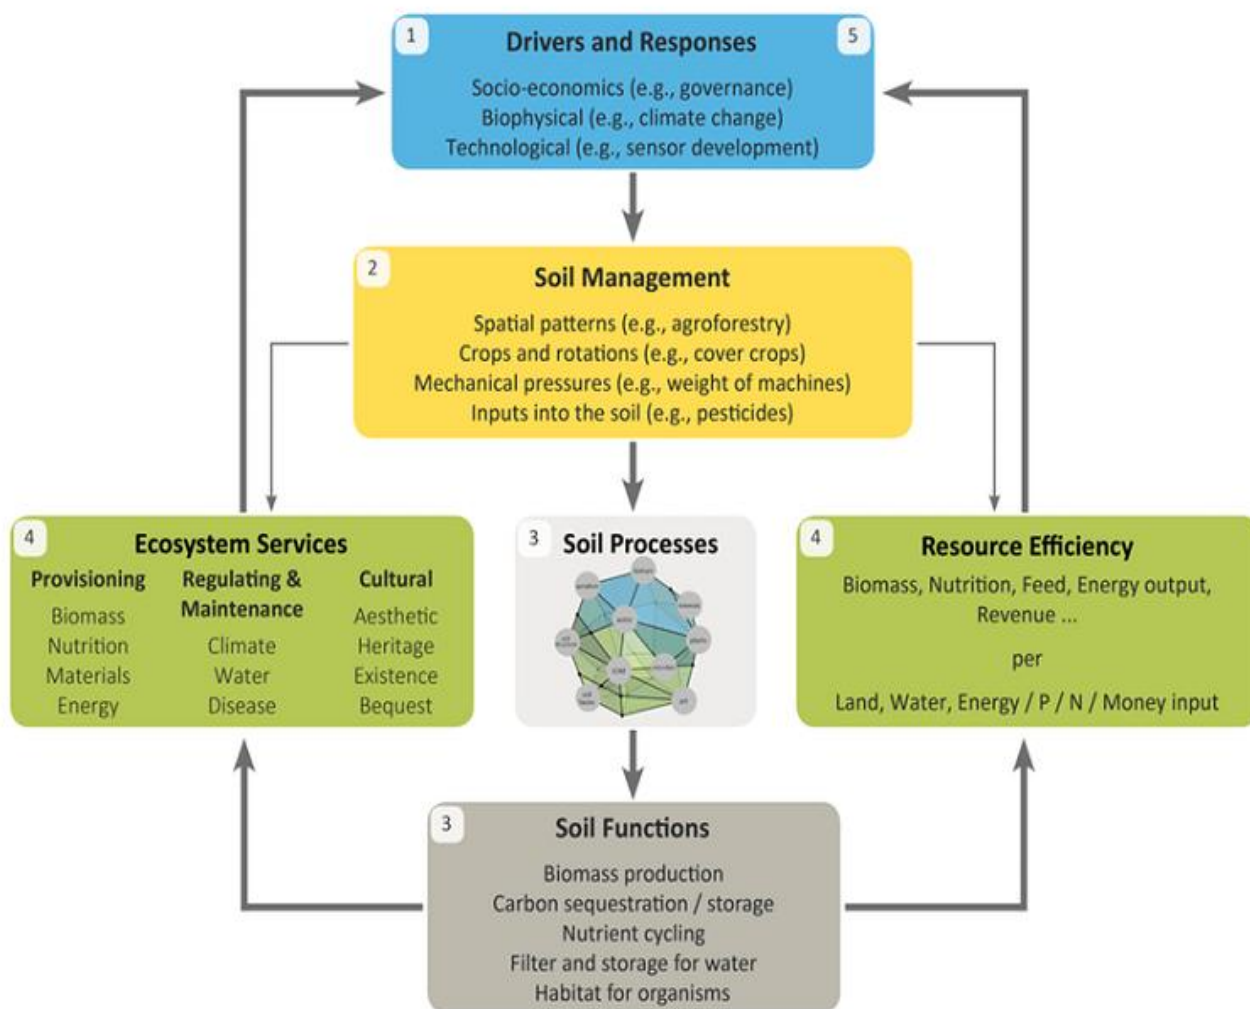 1
Drivers and Responses
5
Socio-economics (e.g., governance)
Biophysical (e.g., climate change)
Technological (e.g., sensor development)
2
Soil Management
Spatial patterns (e.g., agroforestry)
Crops and rotations (e.g., cover crops)
Mechanical pressures (e.g., weight of machines)
Inputs into the soil (e.g., pesticides)
4
Ecosystem Services
Provisioning
Biomass
Nutrition
Materials
Energy
Regulating &
Maintenance
Climate
Water
Disease
Cultural
Aesthetic
Heritage
Existence
Bequest
3
Soil Processes
4
Resource Efficiency
Biomass, Nutrition, Feed, Energy output,
Revenue ...
per
Land, Water, Energy / P / N / Money input
3
Soil Functions
Biomass production
Carbon sequestration / storage
Nutrient cycling
Filter and storage for water
Habitat for organisms